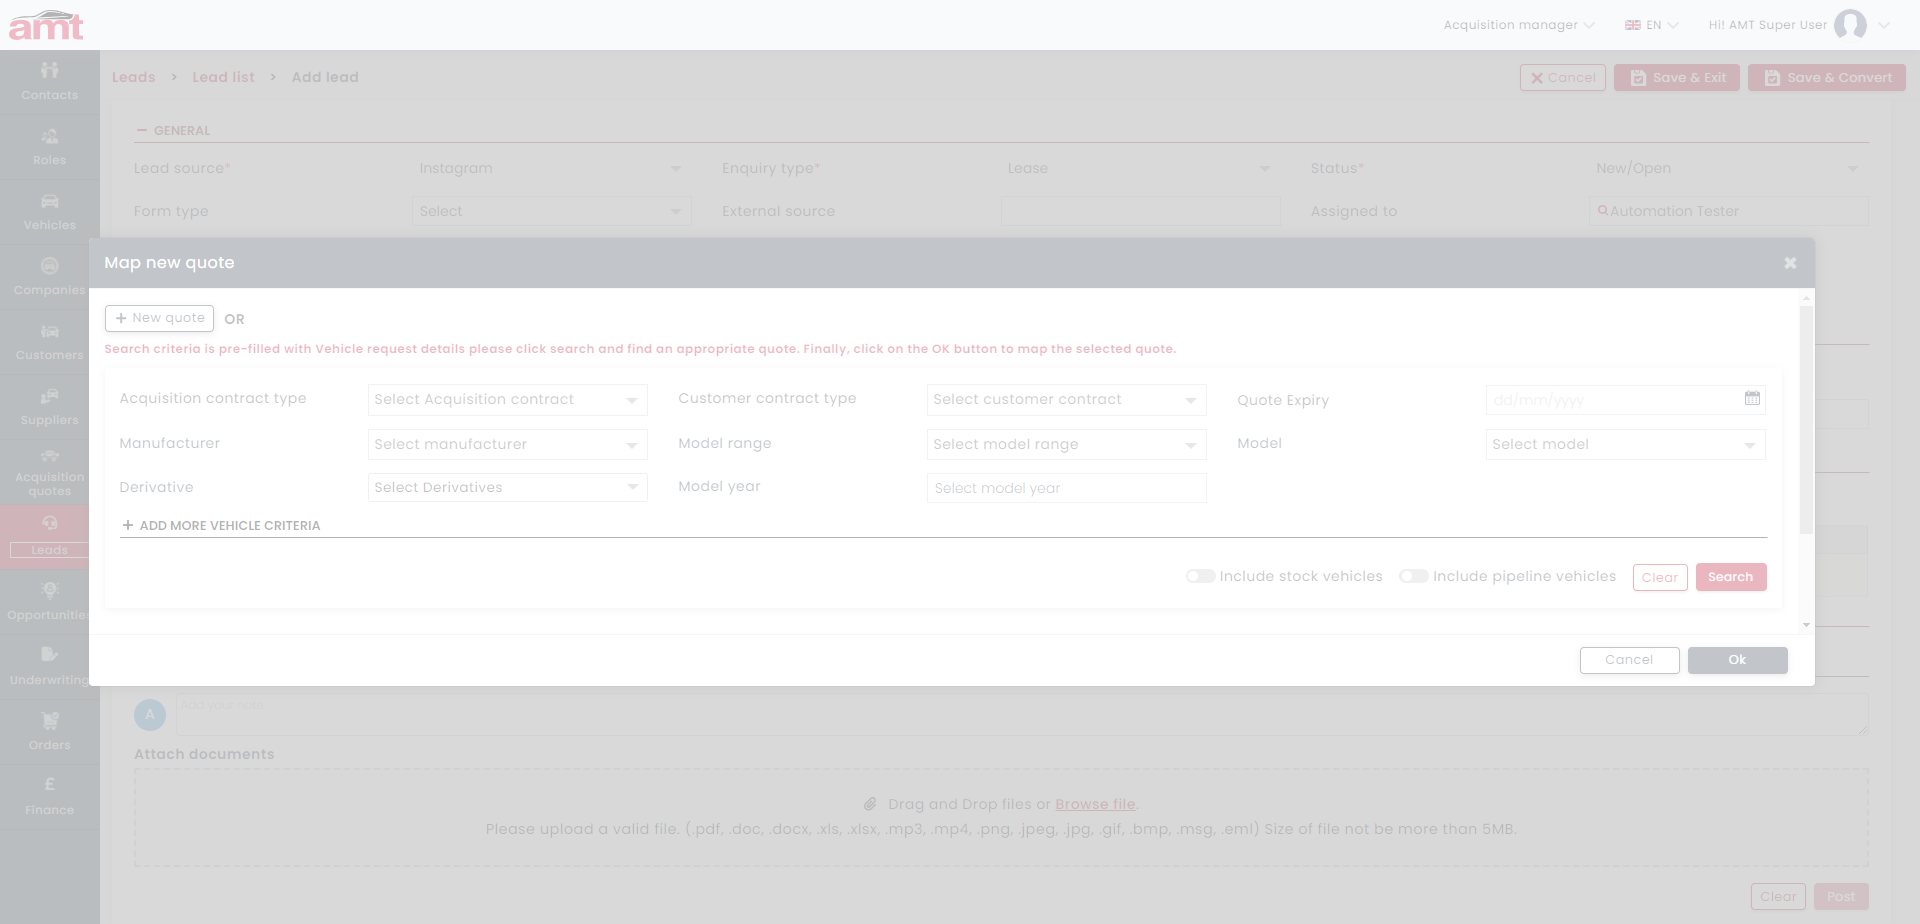 amt
Acquisition manager
EN
Hi! AMT Super User
Contacts
Roles
Vehicles
Companies
Customers
Suppliers
Acquisition
quotes
Leads
Opportunities
Underwriting
Orders
Finance
Leads > Lead list > Add lead
Cancel
Save & Exit
Save & Convert
GENERAL
Lead source*
Instagram
Enquiry type*
Lease
Status*
New/Open
Form type
Select
External source
Assigned to
Automation Tester
Map new quote
+ New quote
OR
Search criteria is pre-filled with Vehicle request details please click search and find an appropriate quote. Finally, click on the OK button to map the selected quote.
Acquisition contract type
Select Acquisition contract
Customer contract type
Select customer contract
Quote Expiry
dd/mm/yyyy
Manufacturer
Select manufacturer
Model range
Select model range
Model
Select model
Derivative
Select Derivatives
Model year
Select model year
+ ADD MORE VEHICLE CRITERIA
Include stock vehicles
Include pipeline vehicles
Clear
Search
Cancel
Ok
A
Add your note
Attach documents
Drag and Drop files or Browse file.
Please upload a valid file. (.pdf, .doc, .docx, .xls, .xlsx, .mp3, .mp4, .png, .jpeg, .jpg, .gif, .bmp, .msg, .eml) Size of file not be more than 5MB.
Clear
Post